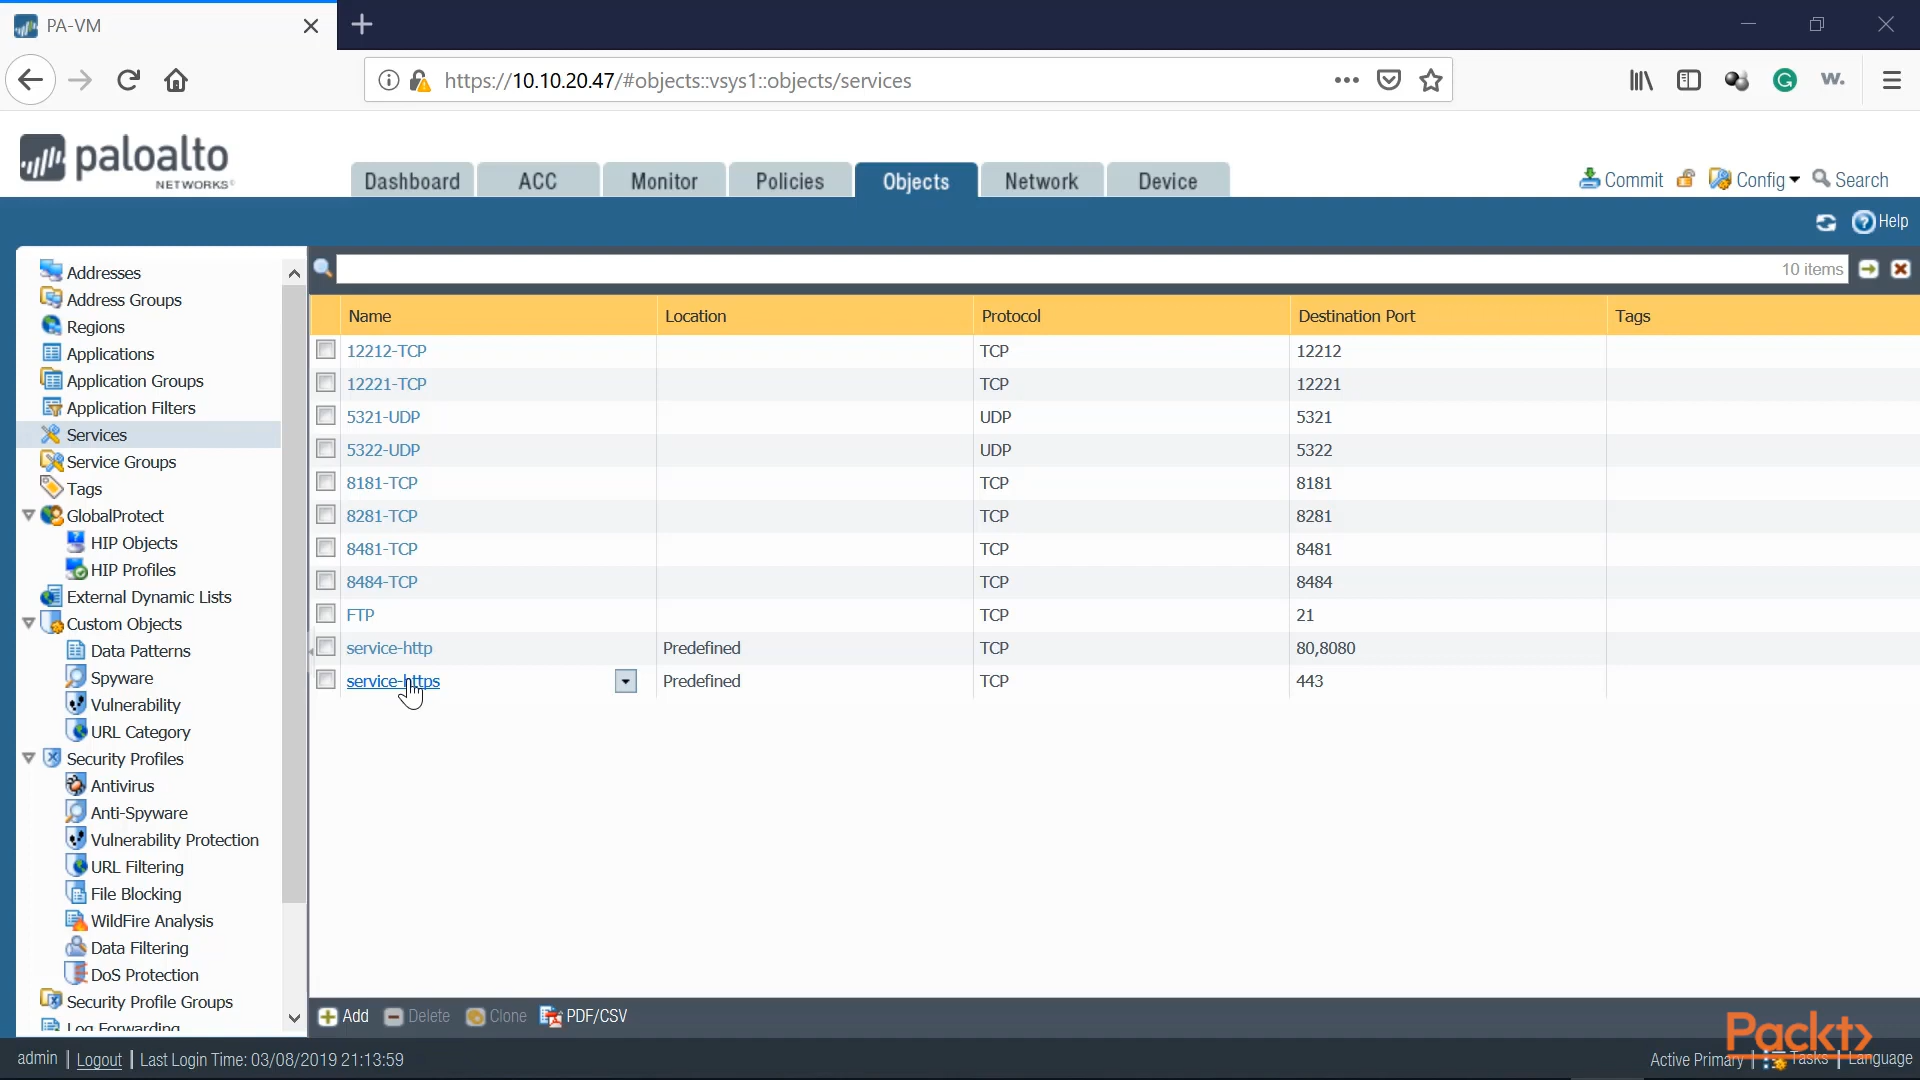 PA-VM
https://10.10.20.47/#objects::vsys1::objects/services
paloalto
NETWORKS
Dashboard ACC Monitor Policies Objects Network Device
Commit Config Search
Help
10 items
Addresses
Address Groups
Regions
Applications
Application Groups
Application Filters
Services
Service Groups
Tags
GlobalProtect
HIP Objects
HIP Profiles
External Dynamic Lists
Custom Objects
Data Patterns
Spyware
Vulnerability
URL Category
Security Profiles
Antivirus
Anti-Spyware
Vulnerability Protection
URL Filtering
File Blocking
WildFire Analysis
Data Filtering
DoS Protection
Security Profile Groups
Log Forwarding
Name Location Protocol Destination Port Tags
12212-TCP TCP 12212
12221-TCP TCP 12221
5321-UDP UDP 5321
5322-UDP UDP 5322
8181-TCP TCP 8181
8281-TCP TCP 8281
8481-TCP TCP 8481
8484-TCP TCP 8484
FTP TCP 21
service-http Predefined TCP 80,8080
service-https Predefined TCP 443
Add Delete Clone PDF/CSV
Packt>
admin | Logout | Last Login Time: 03/08/2019 21:13:59
Active Primary | Tasks | Language